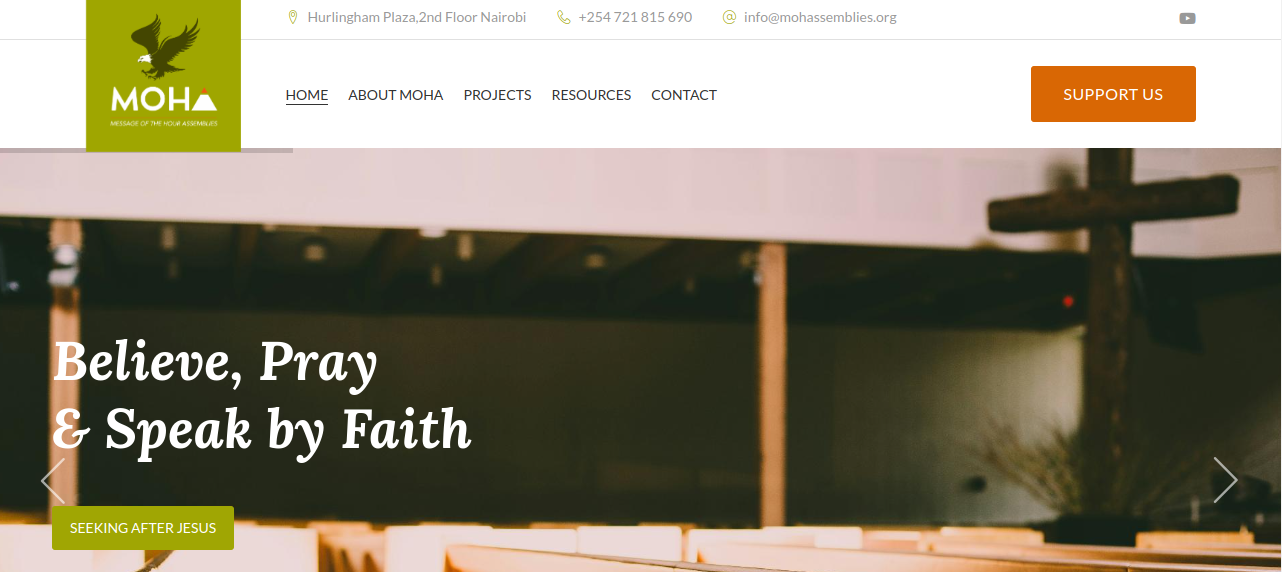 Hurlingham Plaza,2nd Floor Nairobi
+254 721 815 690
info@mohassemblies.org
MOHA
MESSAGE OF THE HOUR ASSEMBLIES
HOME
ABOUT MOHA
PROJECTS
RESOURCES
CONTACT
SUPPORT US
Believe, Pray
& Speak by Faith
SEEKING AFTER JESUS